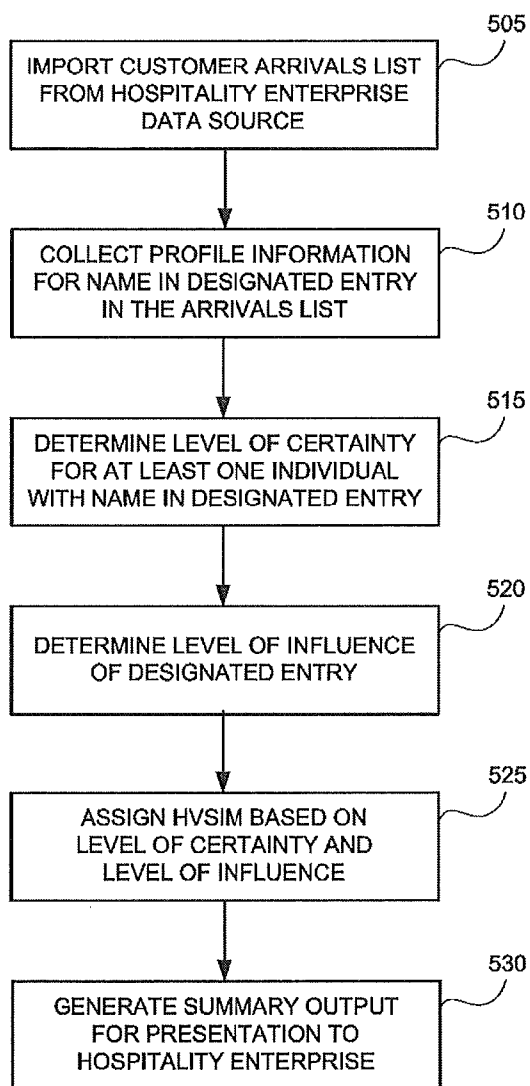 505
IMPORT CUSTOMER ARRIVALS LIST
FROM HOSPITALITY ENTERPRISE
DATA SOURCE
510
COLLECT PROFILE INFORMATION
FOR NAME IN DESIGNATED ENTRY
IN THE ARRIVALS LIST
515
DETERMINE LEVEL OF CERTAINTY
FOR AT LEAST ONE INDIVIDUAL
WITH NAME IN DESIGNATED ENTRY
520
DETERMINE LEVEL OF INFLUENCE
OF DESIGNATED ENTRY
525
ASSIGN HVSIM BASED ON
LEVEL OF CERTAINTY AND
LEVEL OF INFLUENCE
530
GENERATE SUMMARY OUTPUT
FOR PRESENTATION TO
HOSPITALITY ENTERPRISE